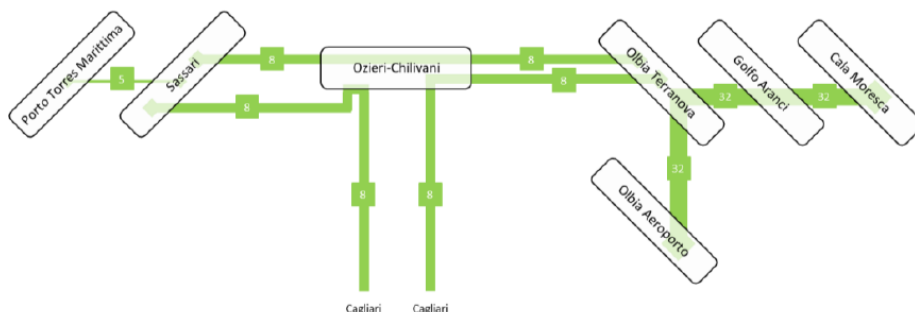 Porto Torres Marittima
5
Sassari
8
8
Ozieri-Chilivani
8
8
8
8
Olbia Terranova
32
Golfo Aranci
32
Cala Moresca
32
Olbia Aeroporto
Cagliari
Cagliari